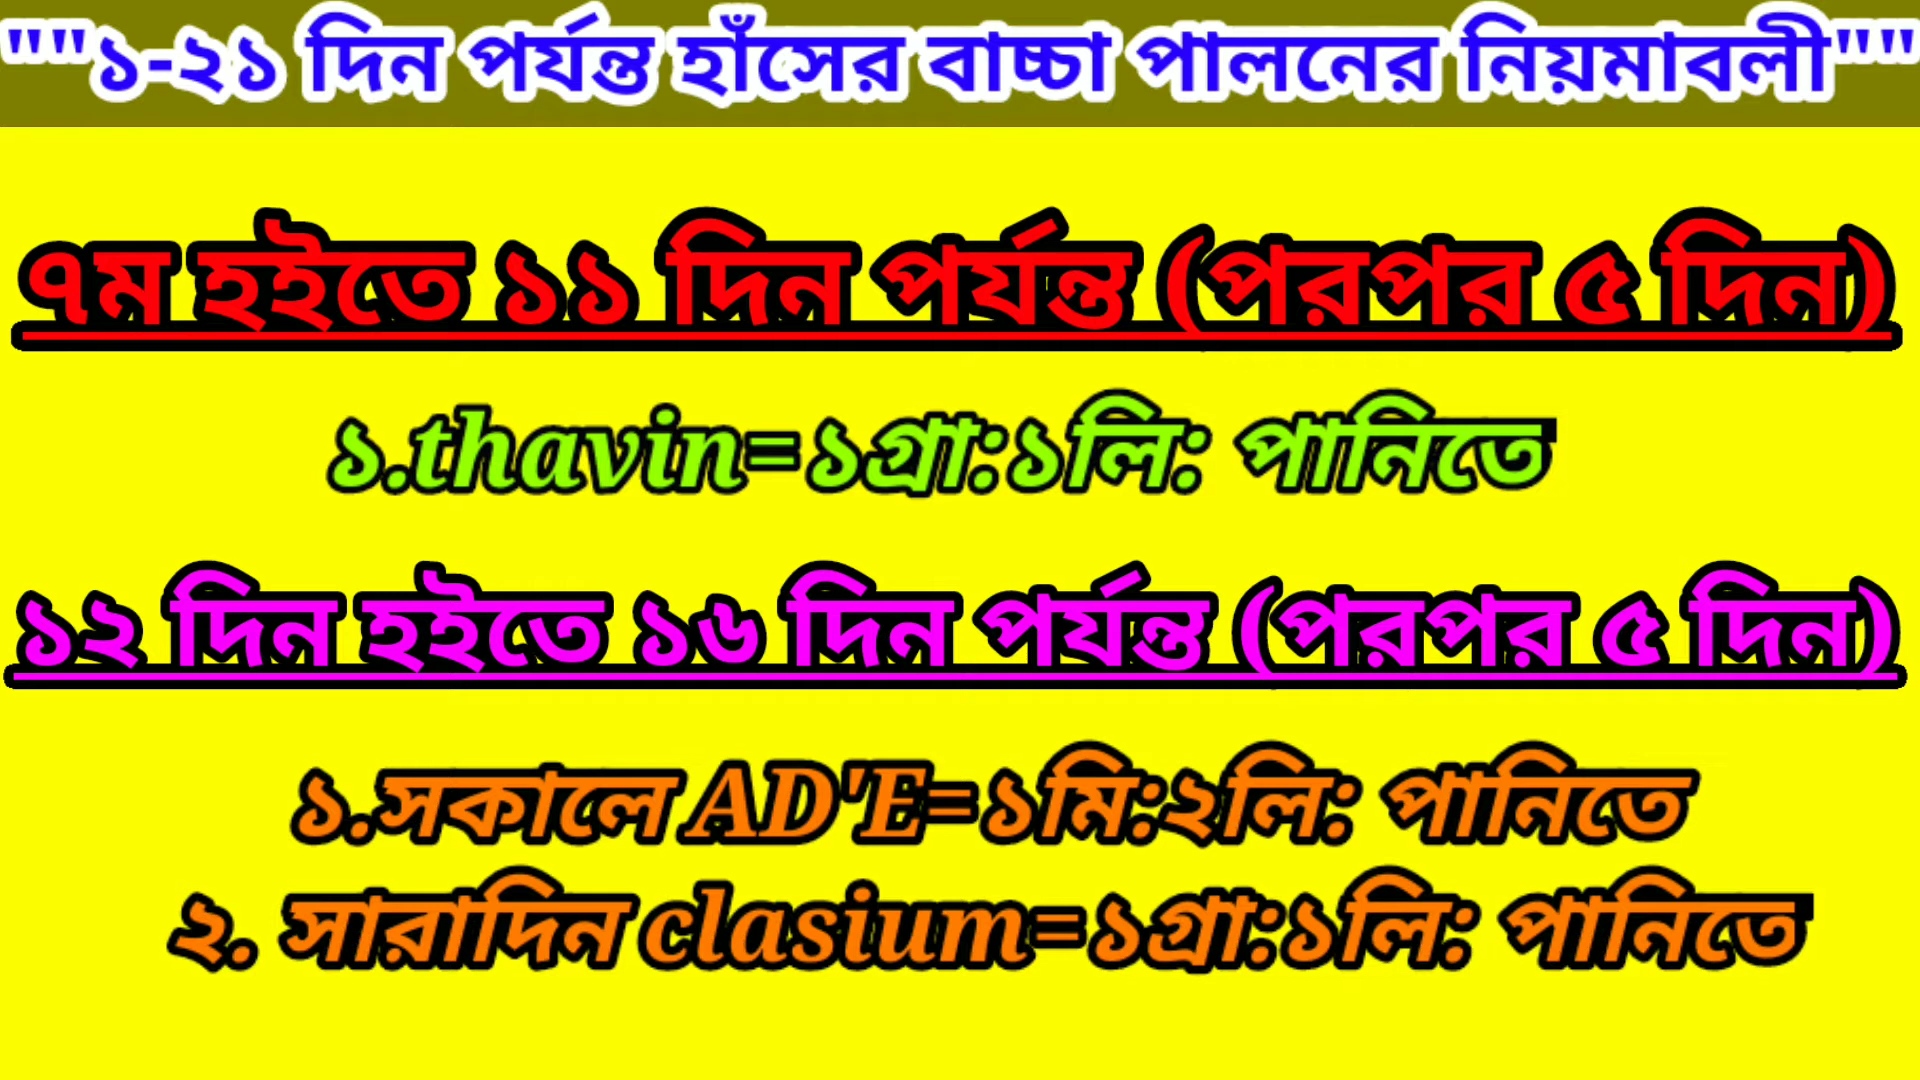 ""১-২১ দিন পর্যন্ত হাঁসের বাচ্চা পালনের নিয়মাবলী""
৭ম হইতে ১১ দিন পর্যন্ত (পরপর ৫ দিন)
১.thavin=১গ্রা:১লি: পানিতে
১২ দিন হইতে ১৬ দিন পর্যন্ত (পরপর ৫ দিন)
১.সকালে AD'E=১মি:২লি: পানিতে
২. সারাদিন clasium=১গ্রা:১লি: পানিতে